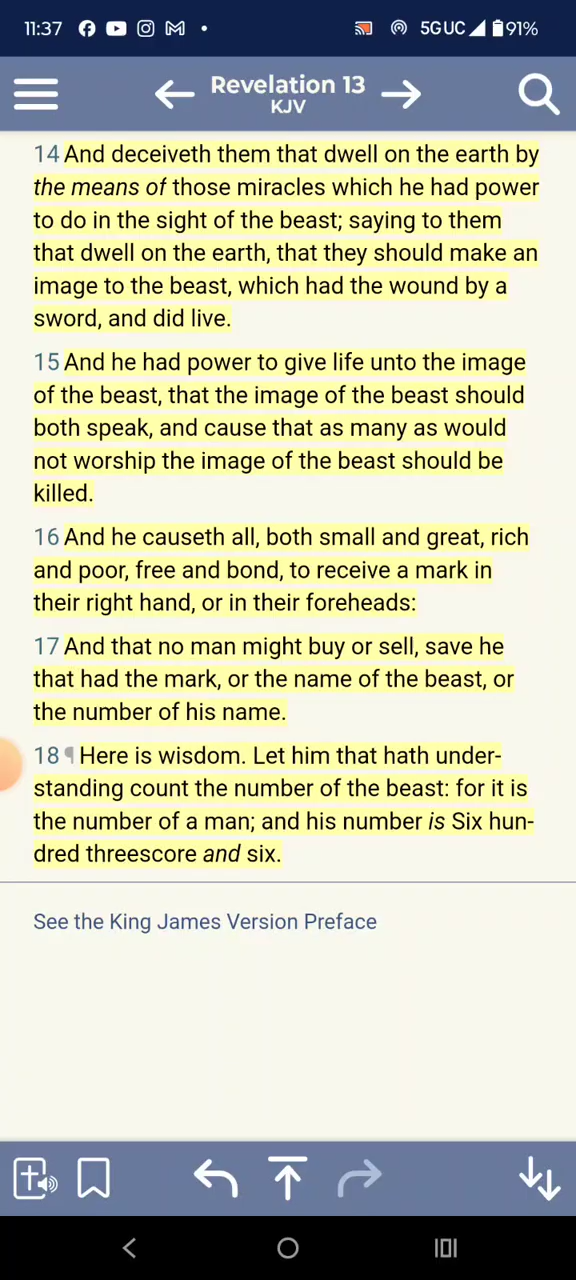 11:37 5G UC 91%
Revelation 13
KJV
14 And deceiveth them that dwell on the earth by
the means of those miracles which he had power
to do in the sight of the beast; saying to them
that dwell on the earth, that they should make an
image to the beast, which had the wound by a
sword, and did live.
15 And he had power to give life unto the image
of the beast, that the image of the beast should
both speak, and cause that as many as would
not worship the image of the beast should be
killed.
16 And he causeth all, both small and great, rich
and poor, free and bond, to receive a mark in
their right hand, or in their foreheads:
17 And that no man might buy or sell, save he
that had the mark, or the name of the beast, or
the number of his name.
18 ¶ Here is wisdom. Let him that hath under-
standing count the number of the beast: for it is
the number of a man; and his number is Six hun-
dred threescore and six.
See the King James Version Preface